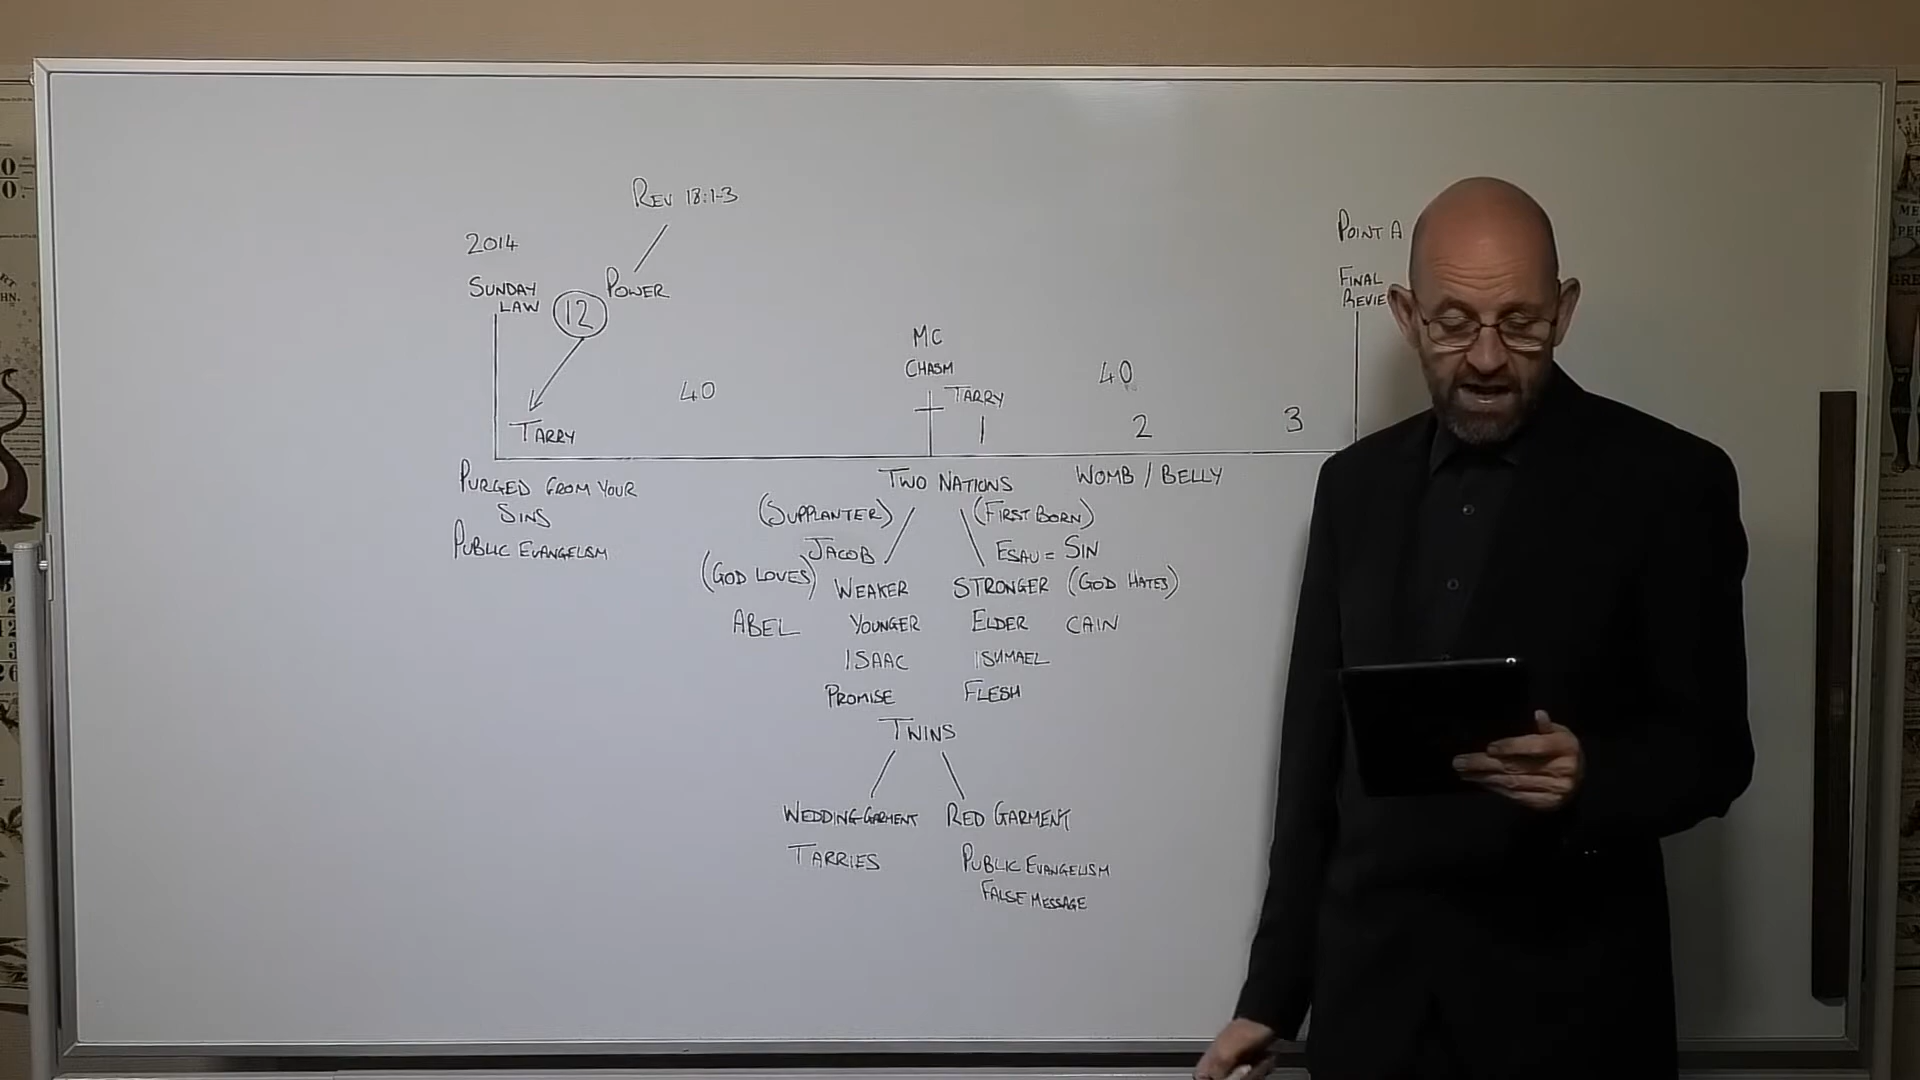 REV 18:1-3
2014
SUNDAY LAW
12
POWER
TARRY
40
PURGED FROM YOUR SINS
PUBLIC EVANGELISM
MC
CHASM
TARRY
1
40
2
3
POINT A
FINAL
REVIE
TWO NATIONS
WOMB / BELLY
(SUPPLANTER) (FIRST BORN)
JACOB ESAU = SIN
(GOD LOVES) WEAKER STRONGER (GOD HATES)
ABEL YOUNGER ELDER CAIN
ISAAC ISHMAEL
PROMISE FLESH
TWINS
WEDDING GARMENT RED GARMENT
TARRIES PUBLIC EVANGELISM
FALSE MESSAGE